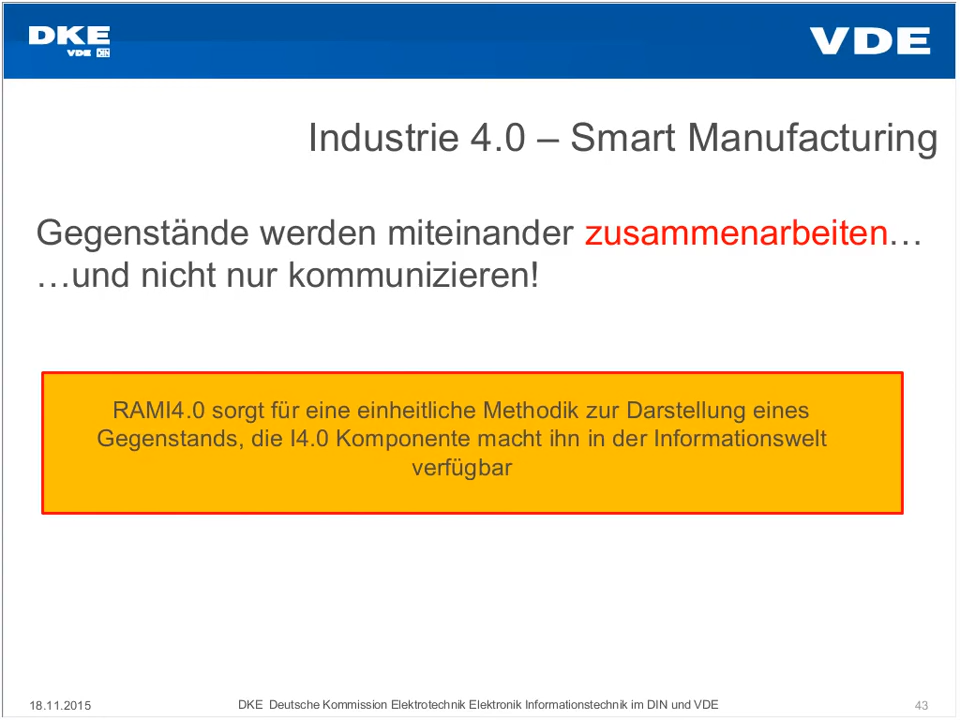 DKE
VDE DIN
VDE
Industrie 4.0 – Smart Manufacturing
Gegenstände werden miteinander zusammenarbeiten…
…und nicht nur kommunizieren!
RAMI4.0 sorgt für eine einheitliche Methodik zur Darstellung eines
Gegenstands, die I4.0 Komponente macht ihn in der Informationswelt
verfügbar
18.11.2015
DKE Deutsche Kommission Elektrotechnik Elektronik Informationstechnik im DIN und VDE
43